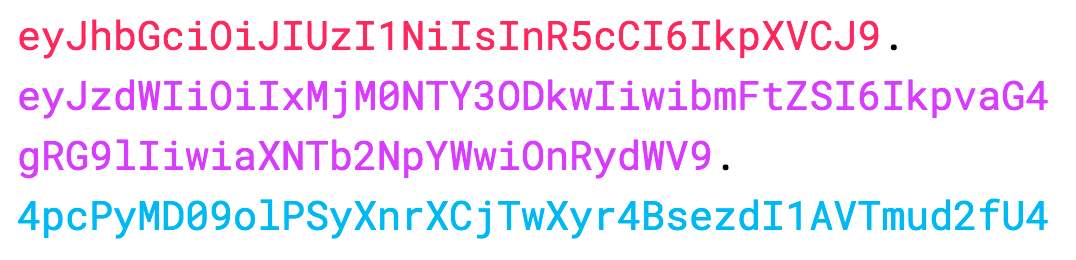 eyJhbGciOiJIUzI1NiIsInR5cCI6IkpXVCJ9.
eyJzdWIiOiIxMjM0NTY3ODkwIiwibmFtZSI6IkpvaG4
gRG9lIiwiaXNTb2NpYWwiOnRydWV9.
4pcPyMD09olPSyXnrXCjTwXyr4BsezdI1AVTmud2fU4